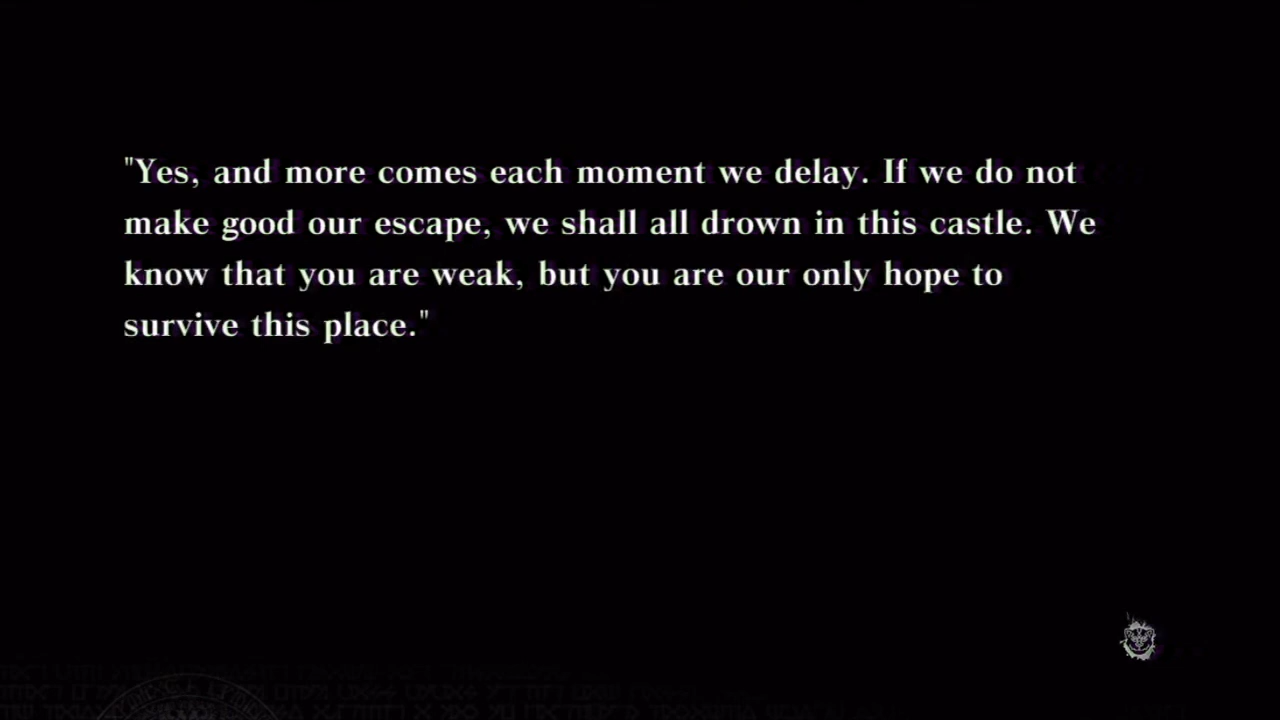 "Yes, and more comes each moment we delay. If we do not
make good our escape, we shall all drown in this castle. We
know that you are weak, but you are our only hope to
survive this place."